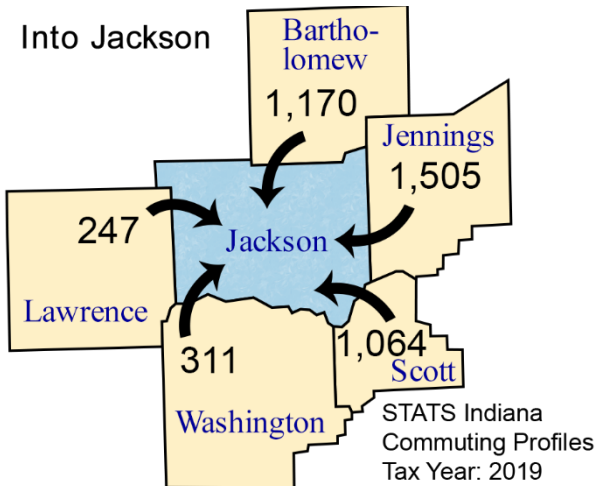 Into Jackson
Bartho-
lomew
1,170
Jennings
1,505
247
Jackson
Lawrence
311
1,064
Scott
Washington
STATS Indiana
Commuting Profiles
Tax Year: 2019